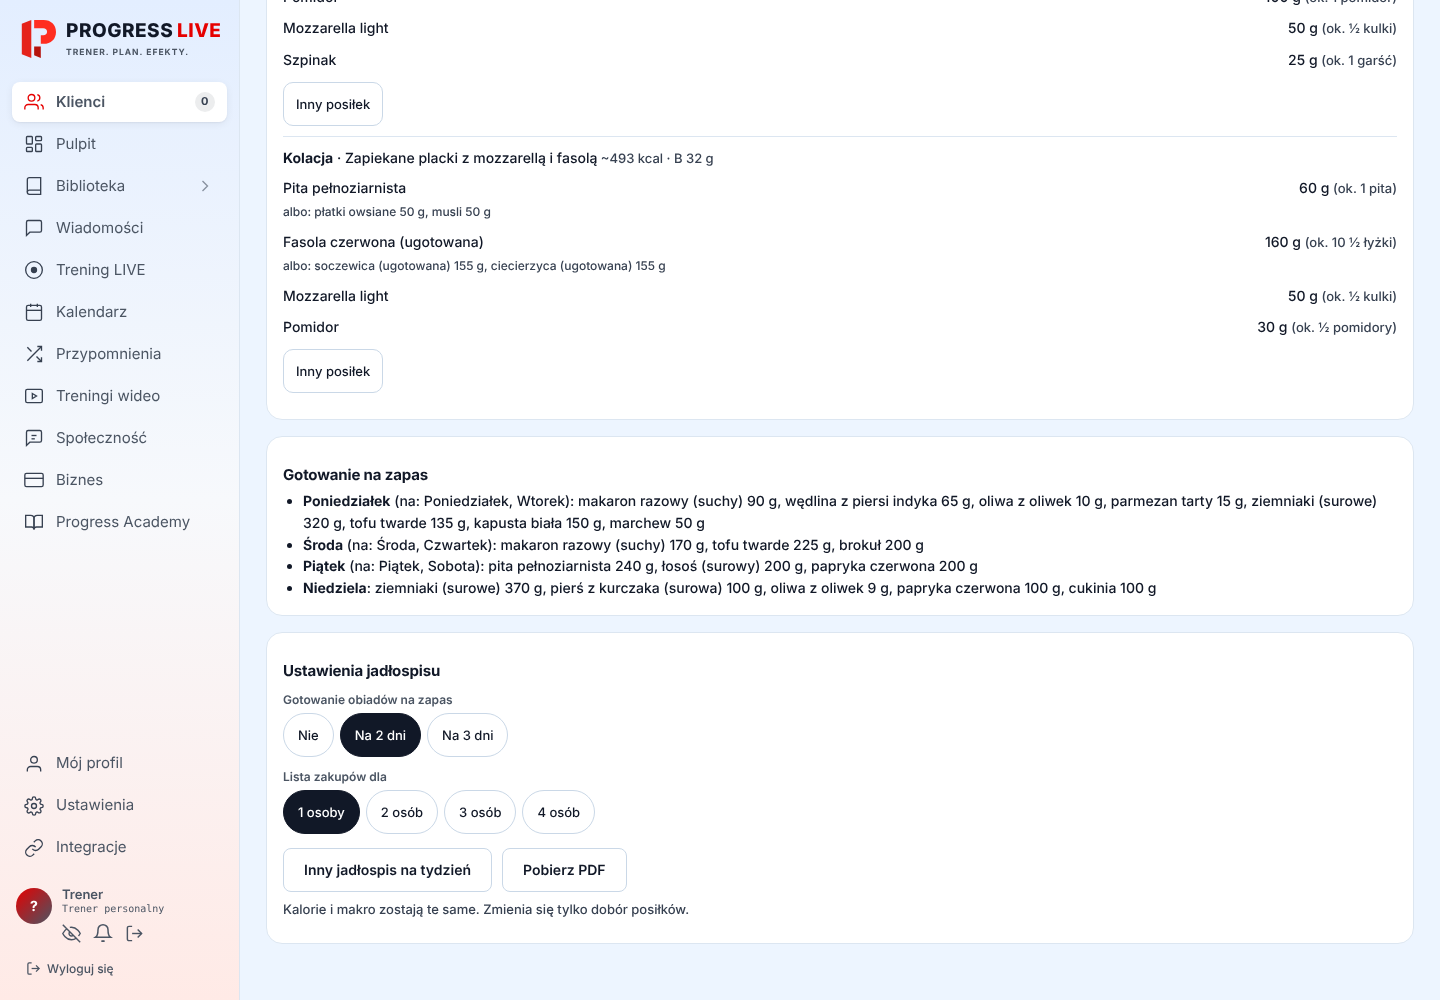 PROGRESS LIVE
TRENER. PLAN. EFEKTY.
Klienci 0
Pulpit
Biblioteka
Wiadomości
Trening LIVE
Kalendarz
Przypomnienia
Treningi wideo
Społeczność
Biznes
Progress Academy
Mój profil
Ustawienia
Integracje
?
Trener
Trener personalny
Wyloguj się
Pomidor 100 g (ok. 1 pomidor)
Mozzarella light 50 g (ok. ½ kulki)
Szpinak 25 g (ok. 1 garść)
Inny posiłek
Kolacja · Zapiekane placki z mozzarellą i fasolą ~493 kcal · B 32 g
Pita pełnoziarnista 60 g (ok. 1 pita)
albo: płatki owsiane 50 g, musli 50 g
Fasola czerwona (ugotowana) 160 g (ok. 10 ½ łyżki)
albo: soczewica (ugotowana) 155 g, ciecierzyca (ugotowana) 155 g
Mozzarella light 50 g (ok. ½ kulki)
Pomidor 30 g (ok. ½ pomidory)
Inny posiłek
Gotowanie na zapas
Poniedziałek (na: Poniedziałek, Wtorek): makaron razowy (suchy) 90 g, wędlina z piersi indyka 65 g, oliwa z oliwek 10 g, parmezan tarty 15 g, ziemniaki (surowe)
320 g, tofu twarde 135 g, kapusta biała 150 g, marchew 50 g
Środa (na: Środa, Czwartek): makaron razowy (suchy) 170 g, tofu twarde 225 g, brokuł 200 g
Piątek (na: Piątek, Sobota): pita pełnoziarnista 240 g, łosoś (surowy) 200 g, papryka czerwona 200 g
Niedziela: ziemniaki (surowe) 370 g, pierś z kurczaka (surowa) 100 g, oliwa z oliwek 9 g, papryka czerwona 100 g, cukinia 100 g
Ustawienia jadłospisu
Gotowanie obiadów na zapas
Nie Na 2 dni Na 3 dni
Lista zakupów dla
1 osoby 2 osób 3 osób 4 osób
Inny jadłospis na tydzień Pobierz PDF
Kalorie i makro zostają te same. Zmienia się tylko dobór posiłków.